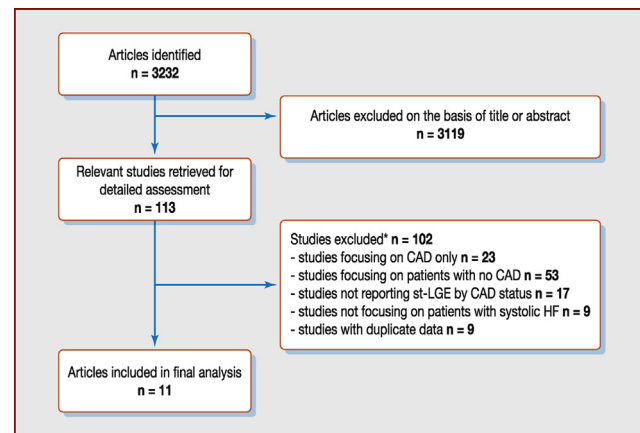 Articles identified
n = 3232
Articles excluded on the basis of title or abstract
n = 3119
Relevant studies retrieved for
detailed assessment
n = 113
Studies excluded* n = 102
- studies focusing on CAD only n = 23
- studies focusing on patients with no CAD n = 53
- studies not reporting st-LGE by CAD status n = 17
- studies not focusing on patients with systolic HF n = 9
- studies with duplicate data n = 9
Articles included in final analysis
n = 11